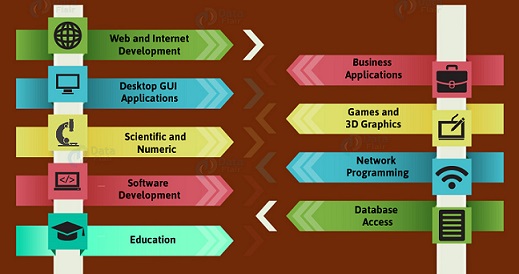 Web and Internet
Development
Desktop GUI
Applications
Scientific and
Numeric
Software
Development
Education
Business
Applications
Games and
3D Graphics
Network
Programming
Database
Access